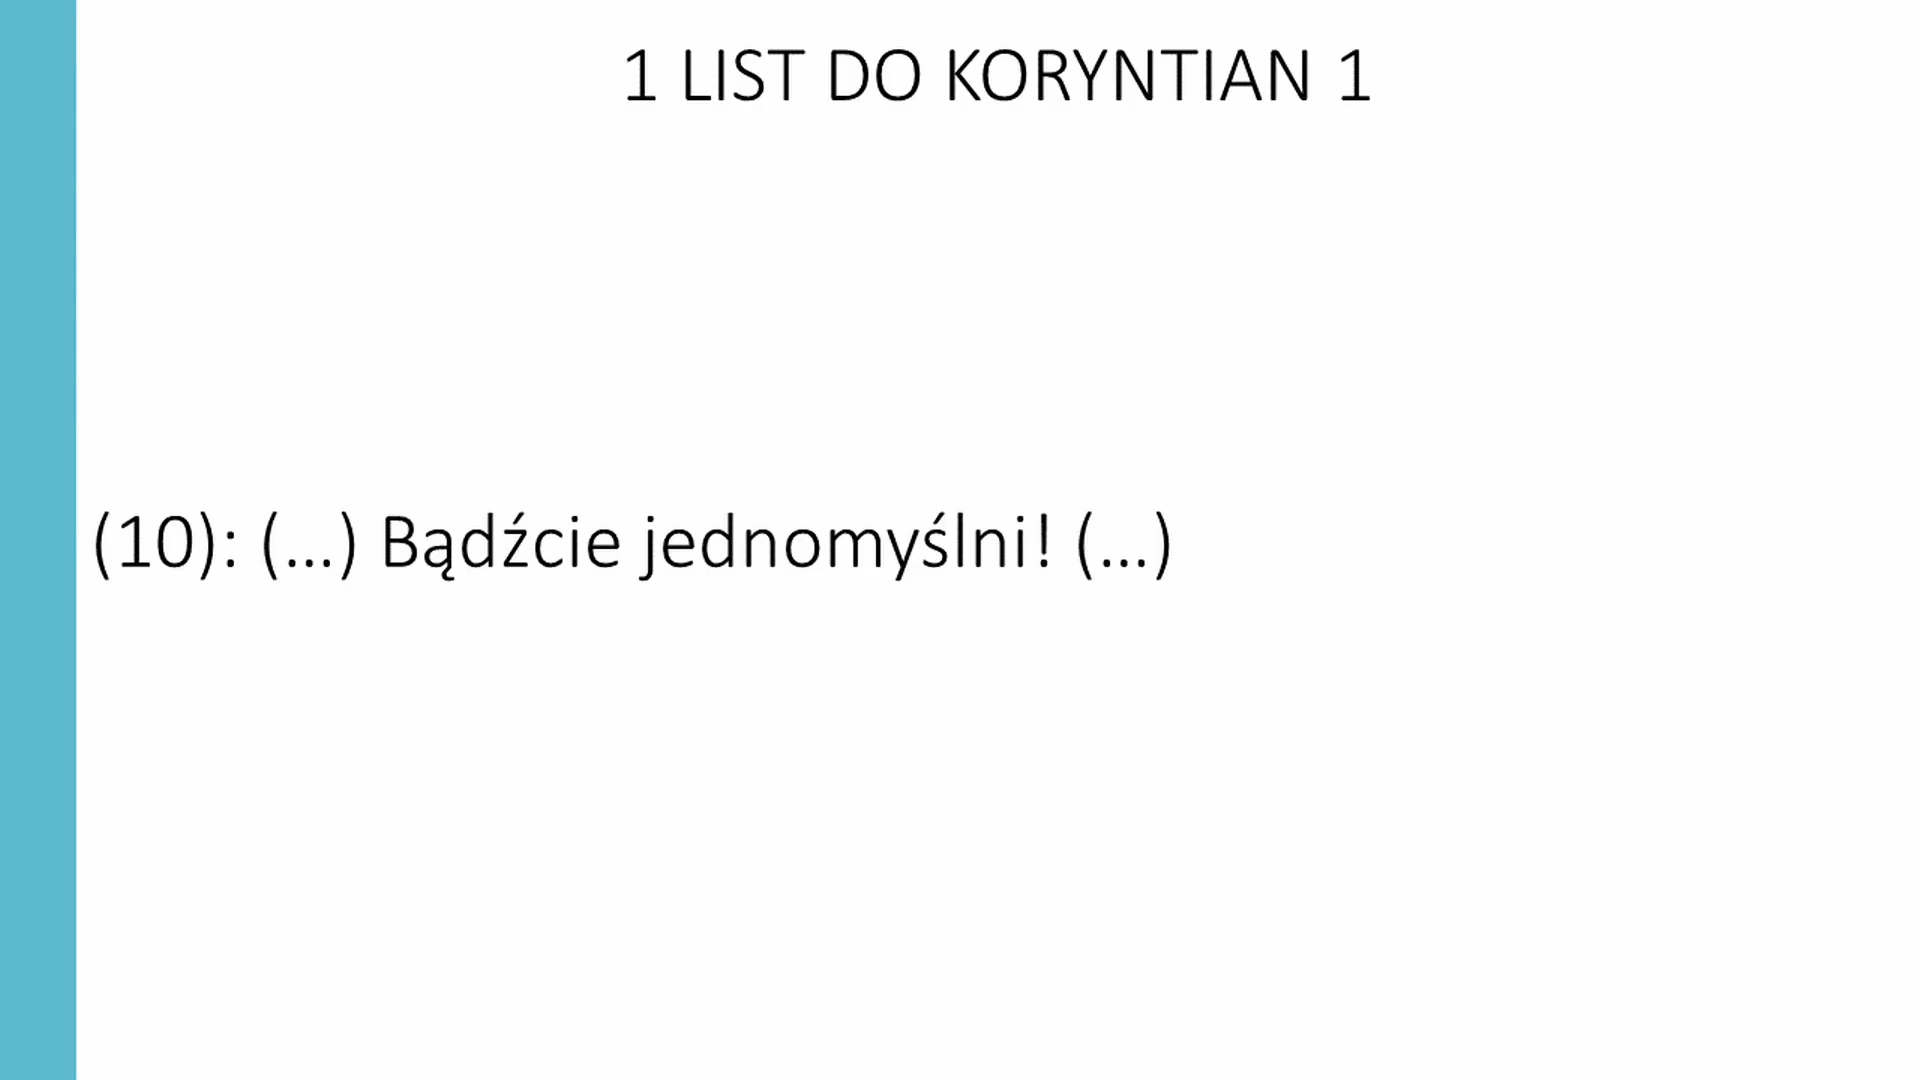 1 LIST DO KORYNTIAN 1
(10): (...) Bądźcie jednomyślni! (...)